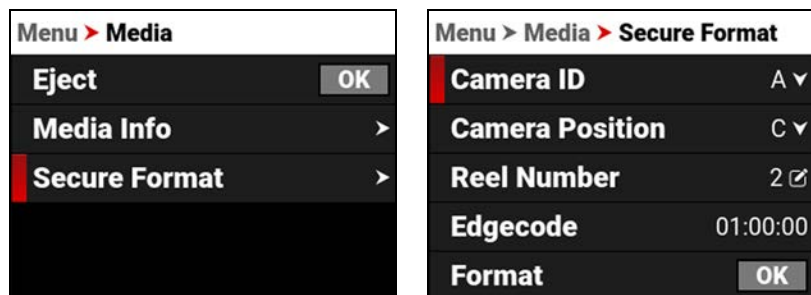 Menu > Media
Eject OK
Media Info >
Secure Format >
Menu > Media > Secure Format
Camera ID A
Camera Position C
Reel Number 2
Edgecode 01:00:00
Format OK